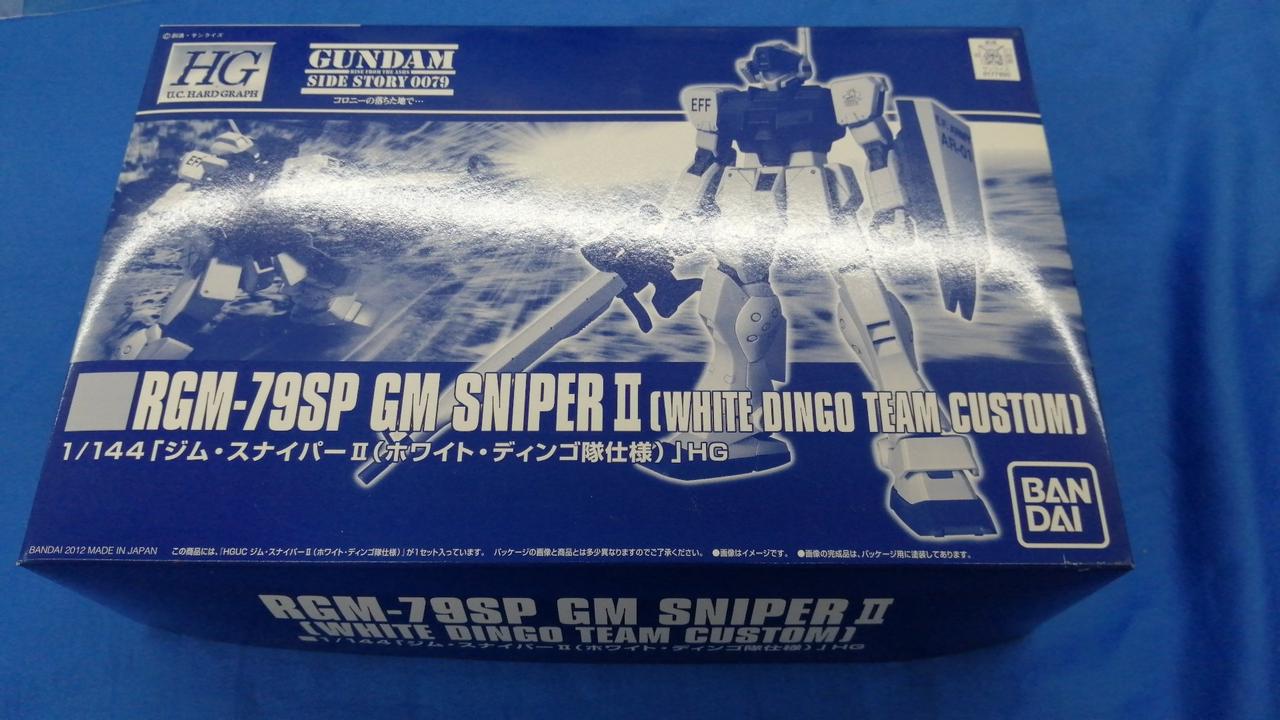 ©創通・サンライズ
HG
U.C. HARD GRAPH
GUNDAM
RISE FROM THE ASHES
SIDE STORY 0079
コロニーの落ちた地で…
EFF
EFF
AR-01
RGM-79SP GM SNIPER II (WHITE DINGO TEAM CUSTOM)
1/144「ジム・スナイパーII(ホワイト・ディンゴ隊仕様)」HG
BAN
DAI
BANDAI 2012 MADE IN JAPAN
この商品には、「HGUC ジム・スナイパーII(ホワイト・ディンゴ隊仕様)」が1セット入っています。 パッケージの画像と商品とは多少異なりますのでご了承ください。 ●画像はイメージです。 ●画像の完成品は、パッケージ用に塗装してあります。
RGM-79SP GM SNIPER II
(WHITE DINGO TEAM CUSTOM)
1/144「ジム・スナイパーII(ホワイト・ディンゴ隊仕様)」HG